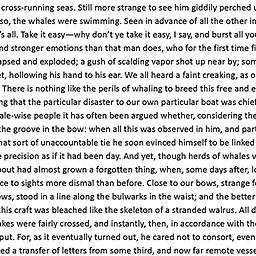 cross-running seas. Still more strange to see him giddily perched u
so, the whales were swimming. Seen in advance of all the other in
's all. Take it easy—why don't ye take it easy, I say, and burst all yo
nd stronger emotions than that man does, who for the first time fi
apsed and exploded; a gush of scalding vapor shot up near by; som
et, hollowing his hand to his ear. We all heard a faint creaking, as o
There is nothing like the perils of whaling to breed this free and e
ng that the particular disaster to our own particular boat was chief
ale-wise people it has often been argued whether, considering the
the groove in the bow: when all this was observed in him, and part
hat sort of unaccountable tie he soon evinced himself to be linked
e precision as if it had been day. And yet, though herds of whales v
bout had almost grown a forgotten thing, when, some days after, lo
ce to sights more dismal than before. Close to our bows, strange f
ows, stood in a line along the bulwarks in the waist; and the better
this craft was bleached like the skeleton of a stranded walrus. All d
akes were fairly crossed, and instantly, then, in accordance with th
put. For, as it eventually turned out, he cared not to consort, even
ed a transfer of letters from some third, and now far remote vesse